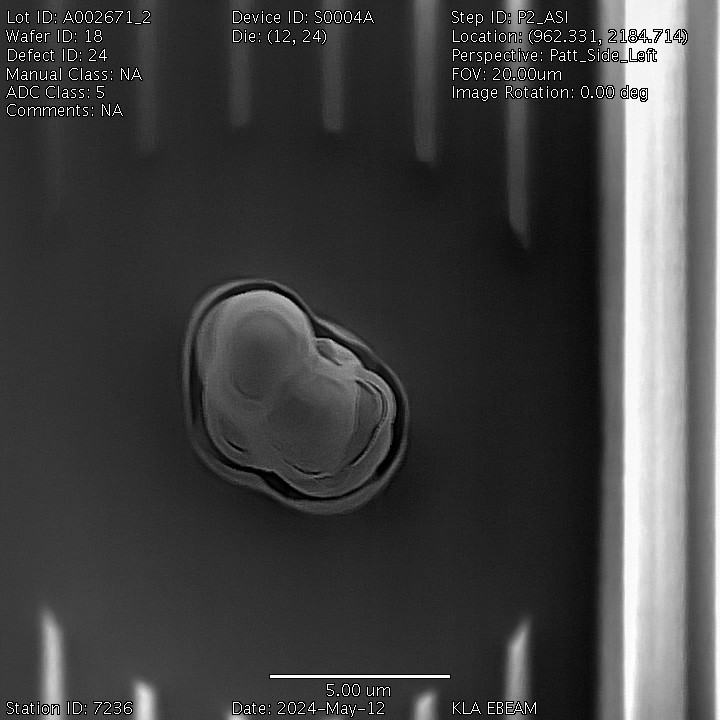 Lot ID: A002671_2 Device ID: S0004A Step ID: P2_ASI
Wafer ID: 18 Die: (12, 24) Location: (962.331, 2184.714)
Defect ID: 24 Perspective: Patt_Side_Left
Manual Class: NA FOV: 20.00um
ADC Class: 5 Image Rotation: 0.00 deg
Comments: NA
5.00 um
Station ID: 7236 Date: 2024-May-12 KLA EBEAM